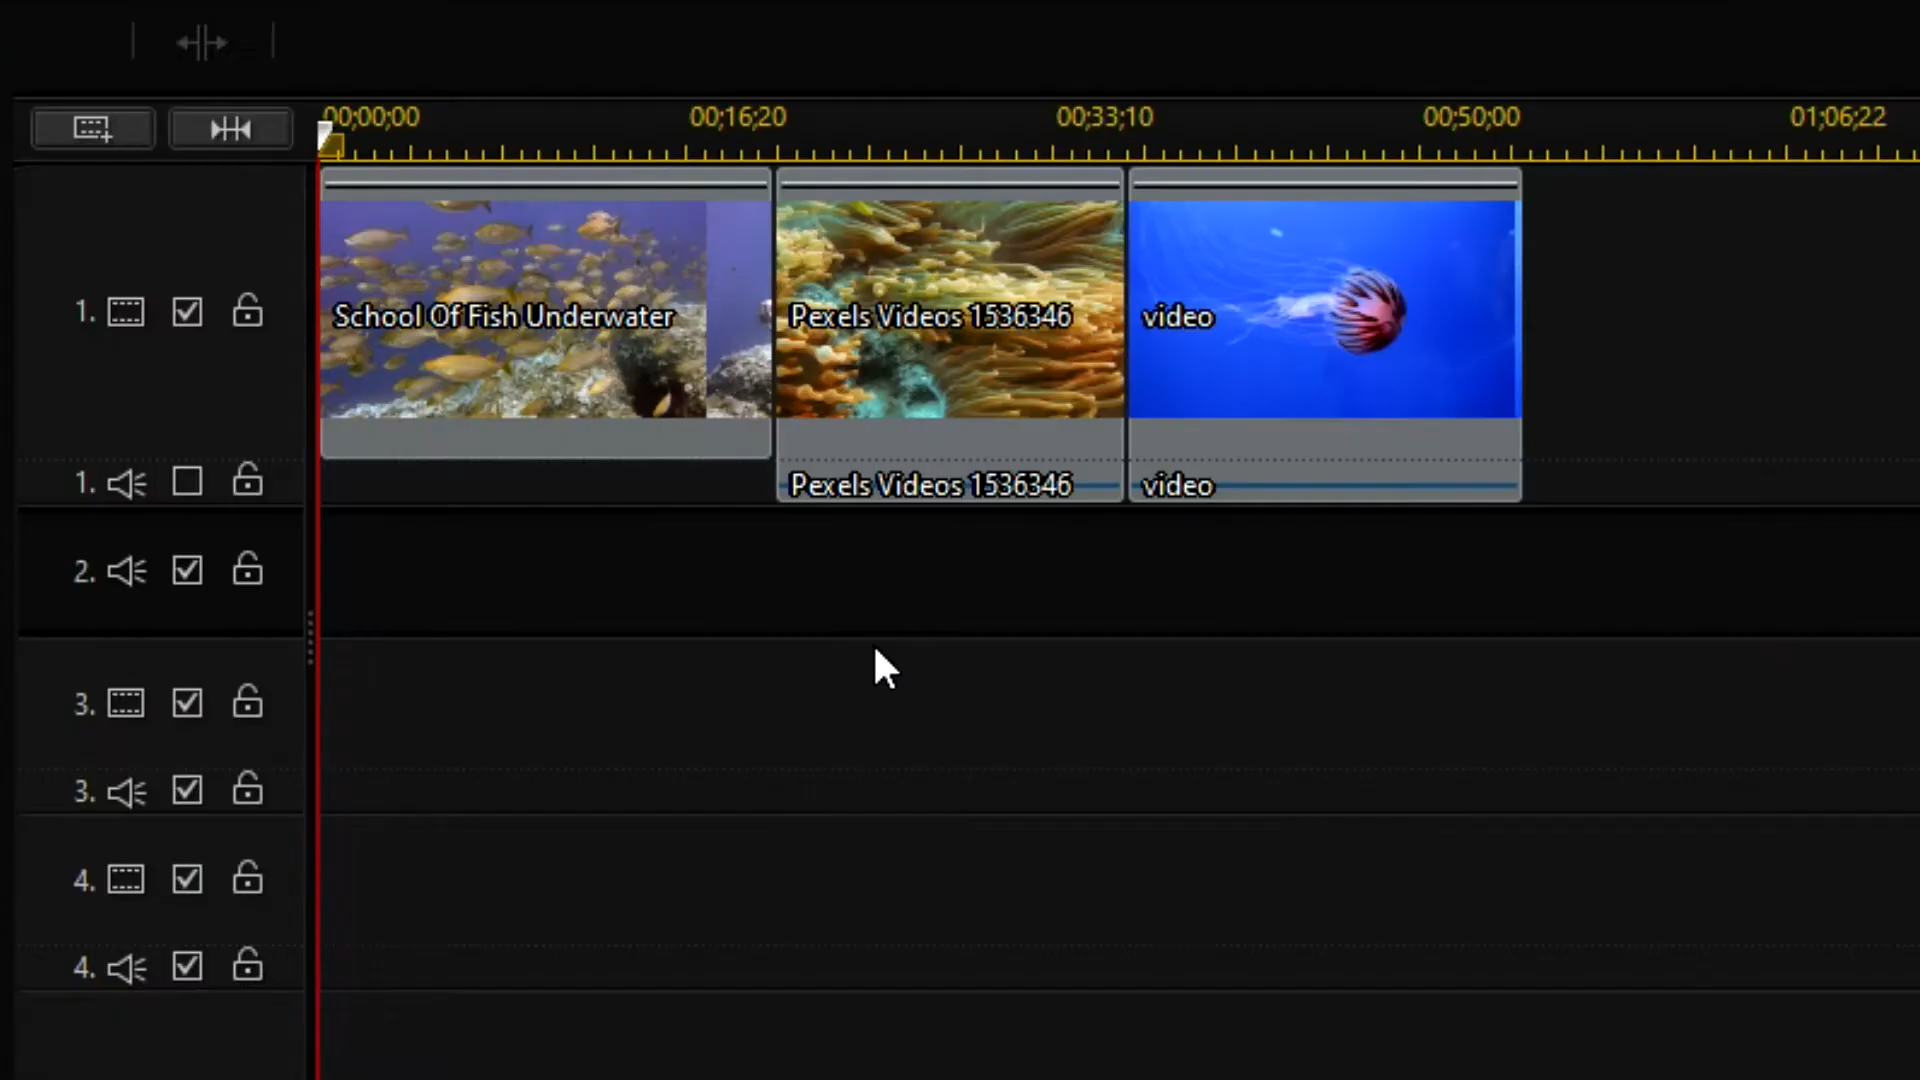 00;00;00 00;16;20 00;33;10 00;50;00 01;06;22
1. School Of Fish Underwater Pexels Videos 1536346 video
1. Pexels Videos 1536346 video
2.
3.
3.
4.
4.